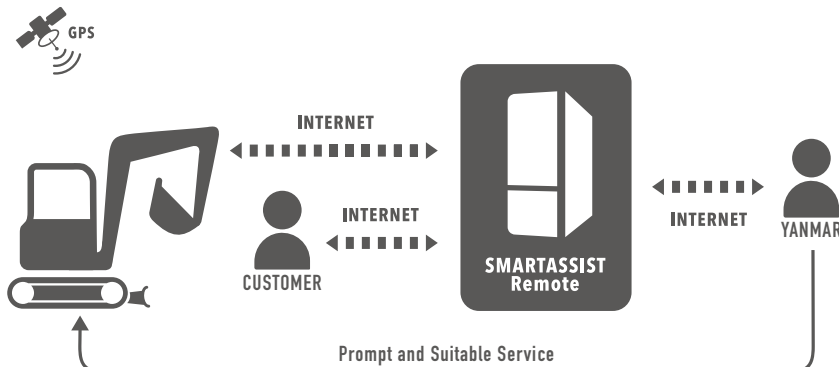 GPS
INTERNET
INTERNET
CUSTOMER
SMARTASSIST
Remote
INTERNET
YANMAR
Prompt and Suitable Service